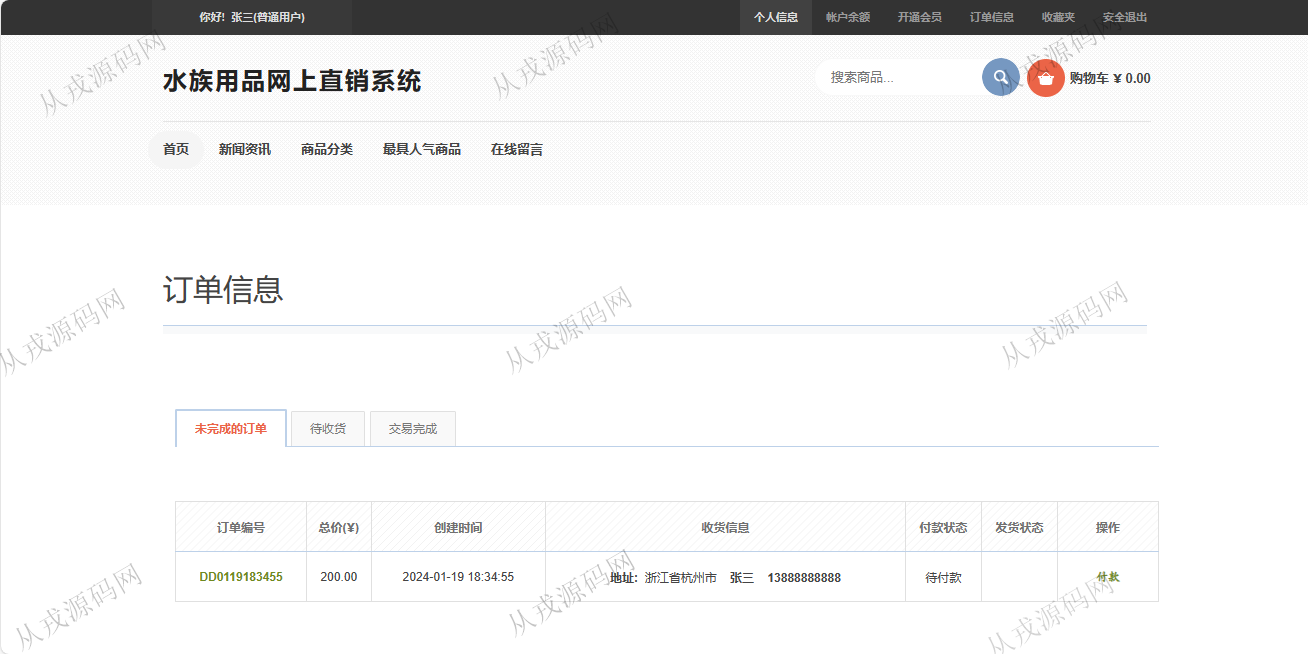 你好! 张三(普通用户) 个人信息 帐户余额 开通会员 订单信息 收藏夹 安全退出
水族用品网上直销系统 搜索商品... 购物车 ¥ 0.00
首页 新闻资讯 商品分类 最具人气商品 在线留言
订单信息
未完成的订单 待收货 交易完成
订单编号 总价(¥) 创建时间 收货信息 付款状态 发货状态 操作
DD0119183455 200.00 2024-01-19 18:34:55 地址: 浙江省杭州市 张三 13888888888 待付款 付款
从戎源码网
从戎源码网
从戎源码网
从戎源码网
从戎源码网
从戎源码网
从戎源码网
从戎源码网
从戎源码网